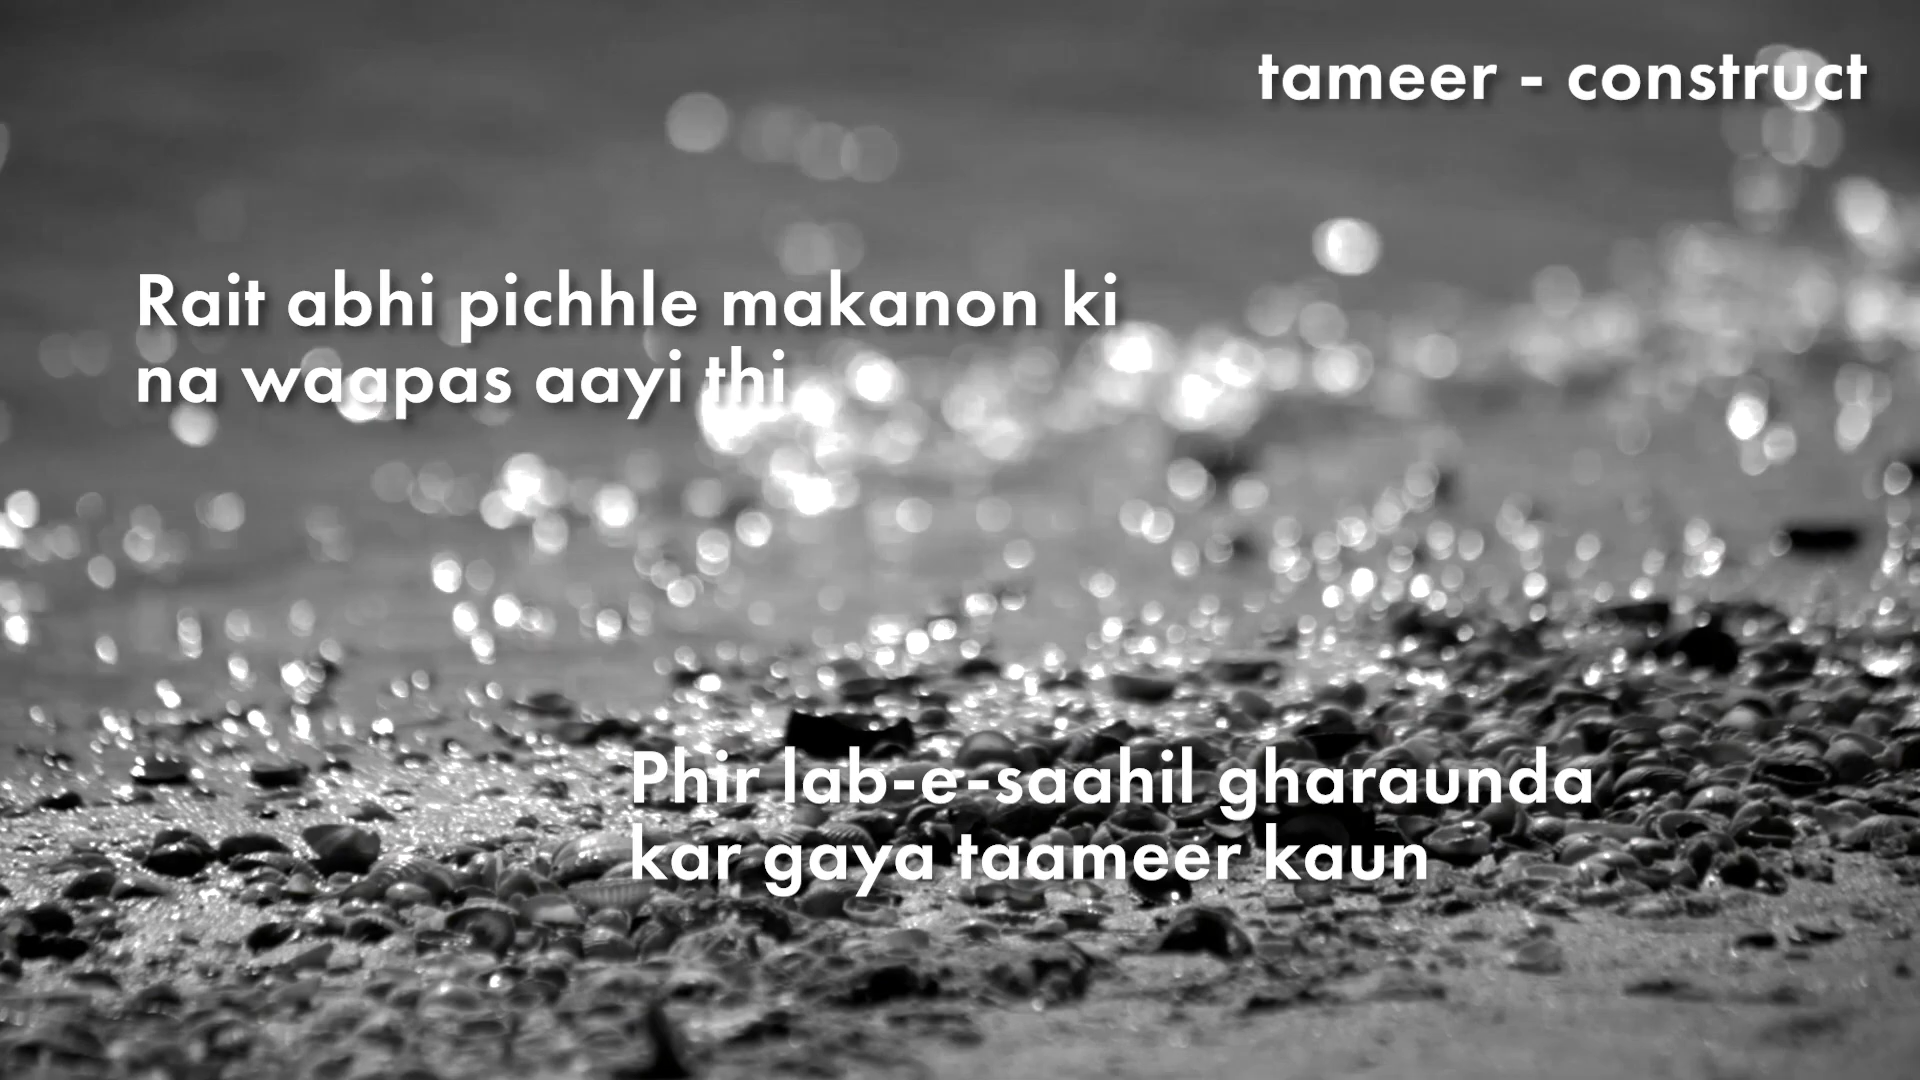 tameer - construct
Rait abhi pichhle makanon ki
na waapas aayi thi
Phir lab-e-saahil gharaunda
kar gaya taameer kaun